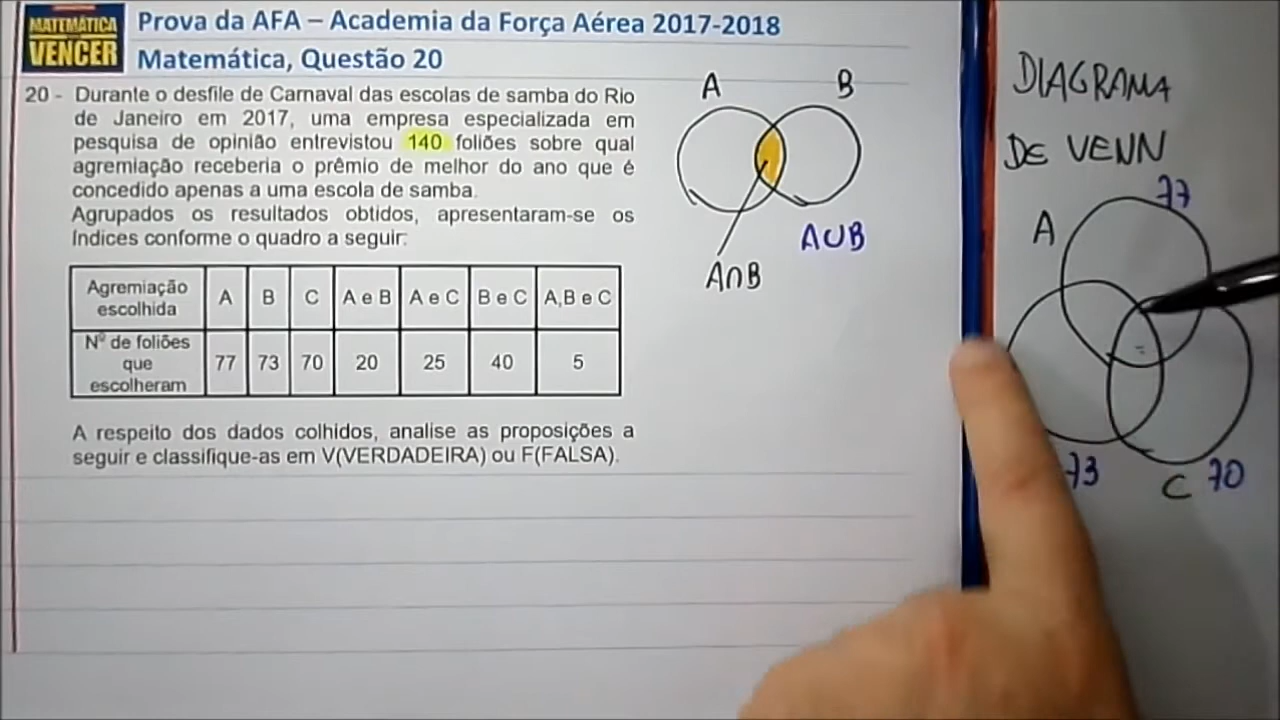 MATEMÁTICA
VENCER
Prova da AFA – Academia da Força Aérea 2017-2018
Matemática, Questão 20
20 - Durante o desfile de Carnaval das escolas de samba do Rio
de Janeiro em 2017, uma empresa especializada em
pesquisa de opinião entrevistou 140 foliões sobre qual
agremiação receberia o prêmio de melhor do ano que é
concedido apenas a uma escola de samba.
Agrupados os resultados obtidos, apresentaram-se os
índices conforme o quadro a seguir:
Agremiação escolhida A B C A e B A e C B e C A,B e C
Nº de foliões que escolheram 77 73 70 20 25 40 5
A respeito dos dados colhidos, analise as proposições a
seguir e classifique-as em V(VERDADEIRA) ou F(FALSA).
A B
A∪B
A∩B
DIAGRAMA
DE VENN
77
A
73 C 70